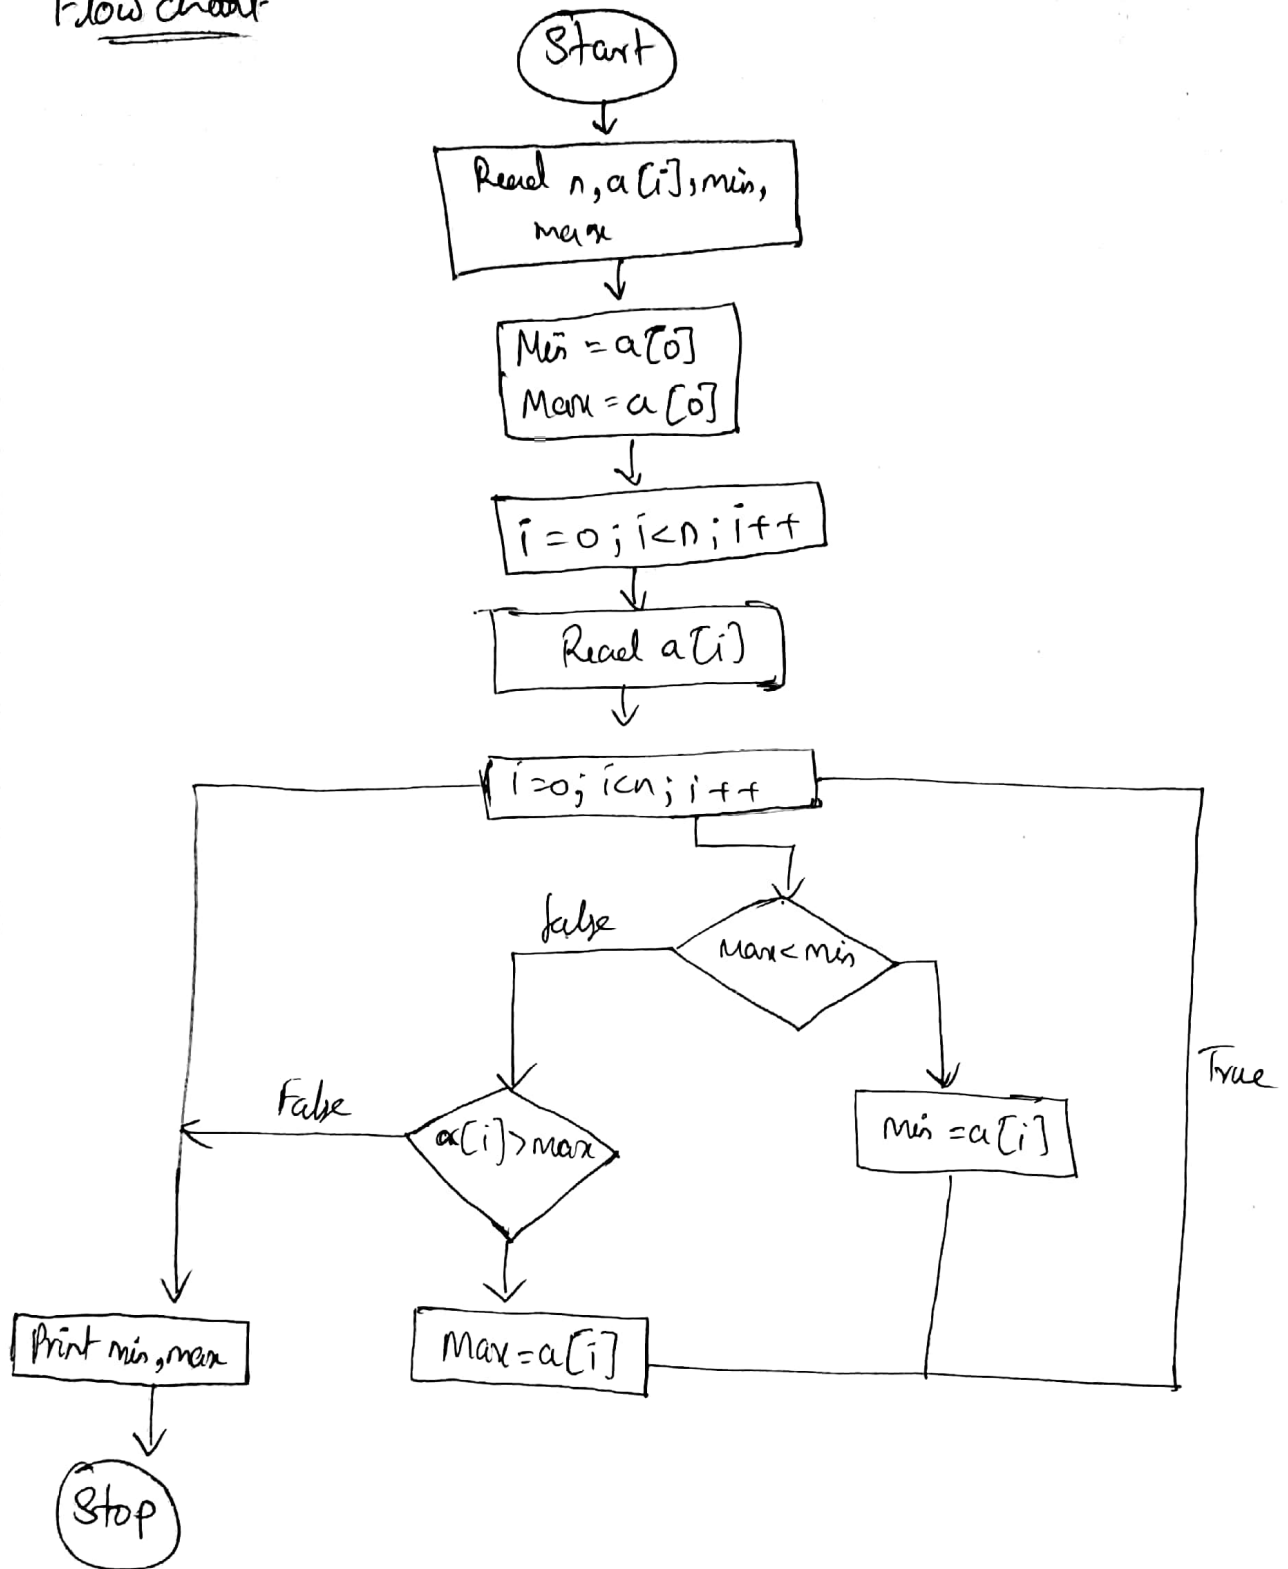 Flow chart
Start
Read n, a[i], min,
max
Min = a[0]
Max = a[0]
i = 0; i<n; i++
Read a[i]
i=0; i<n; i++
false
Max < Min
True
False
a[i] > max
Min = a[i]
Print min, max
Max = a[i]
Stop